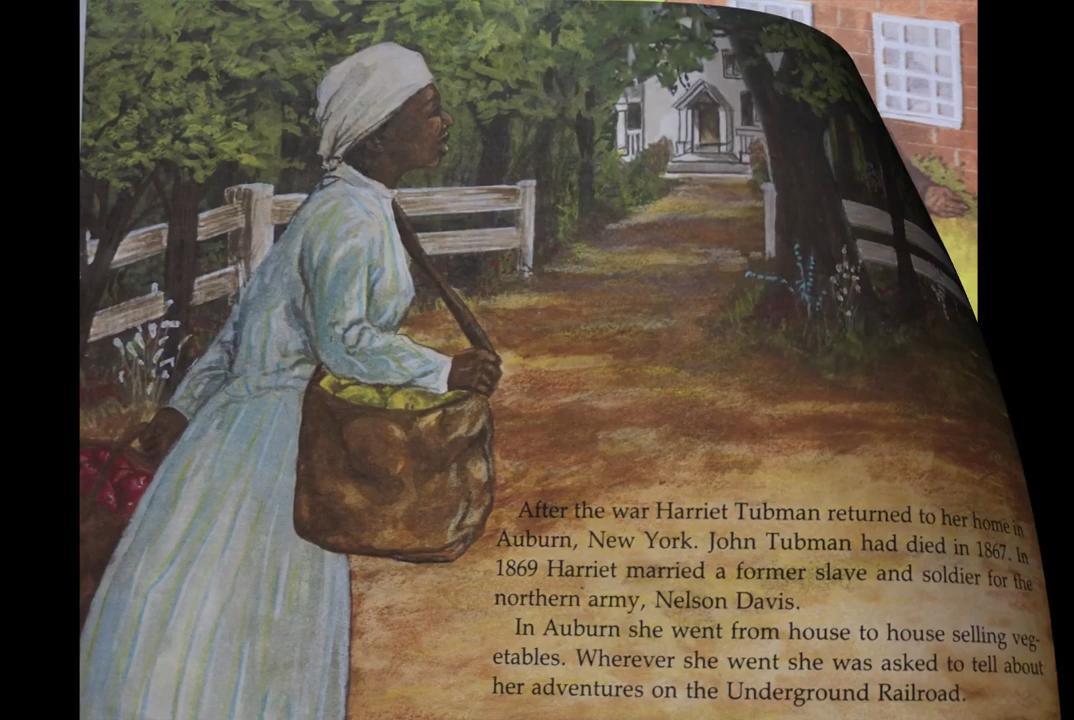 After the war Harriet Tubman returned to her home in
Auburn, New York. John Tubman had died in 1867. In
1869 Harriet married a former slave and soldier for the
northern army, Nelson Davis.
In Auburn she went from house to house selling veg-
etables. Wherever she went she was asked to tell about
her adventures on the Underground Railroad.